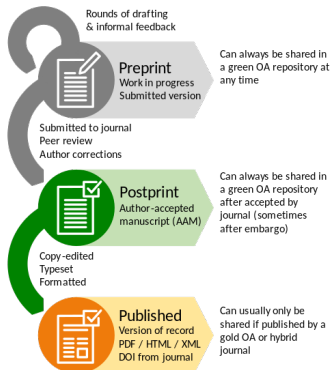 Rounds of drafting
& informal feedback
Preprint
Work in progress
Submitted version
Can always be shared in
a green OA repository at
any time
Submitted to journal
Peer review
Author corrections
Postprint
Author-accepted
manuscript (AAM)
Can always be shared in
a green OA repository
after accepted by
journal (sometimes
after embargo)
Copy-edited
Typeset
Formatted
Published
Version of record
PDF / HTML / XML
DOI from journal
Can usually only be
shared if published by a
gold OA or hybrid
journal